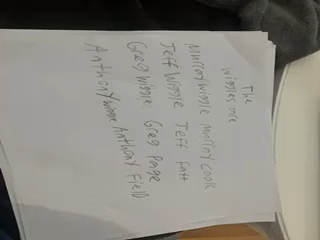 The
wiggles are
Murray wiggle murray cook
Jeff Wiggle Jeff Fatt
Greg wiggle Greg Page
Anthony wiggle Anthony Field